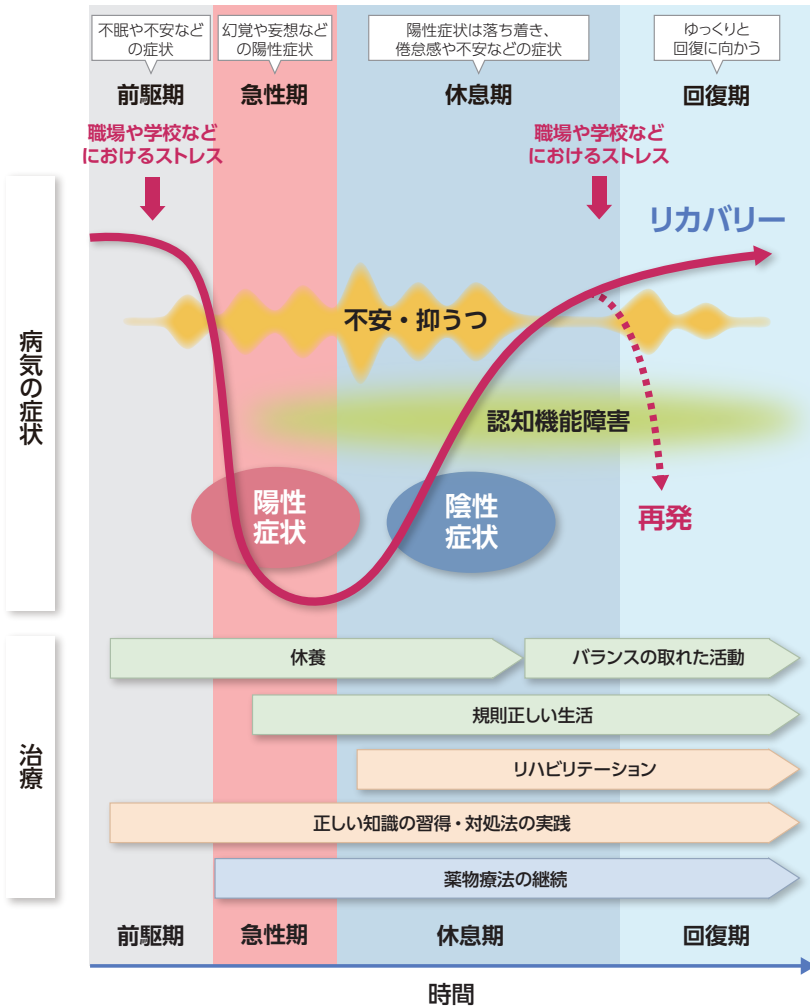 不眠や不安など
の症状
幻覚や妄想など
の陽性症状
陽性症状は落ち着き、
倦怠感や不安などの症状
ゆっくりと
回復に向かう
前駆期
急性期
休息期
回復期
職場や学校など
におけるストレス
職場や学校など
におけるストレス
リカバリー
病気の症状
不安・抑うつ
認知機能障害
陽性
症状
陰性
症状
再発
治療
休養
バランスの取れた活動
規則正しい生活
リハビリテーション
正しい知識の習得・対処法の実践
薬物療法の継続
前駆期
急性期
休息期
回復期
時間